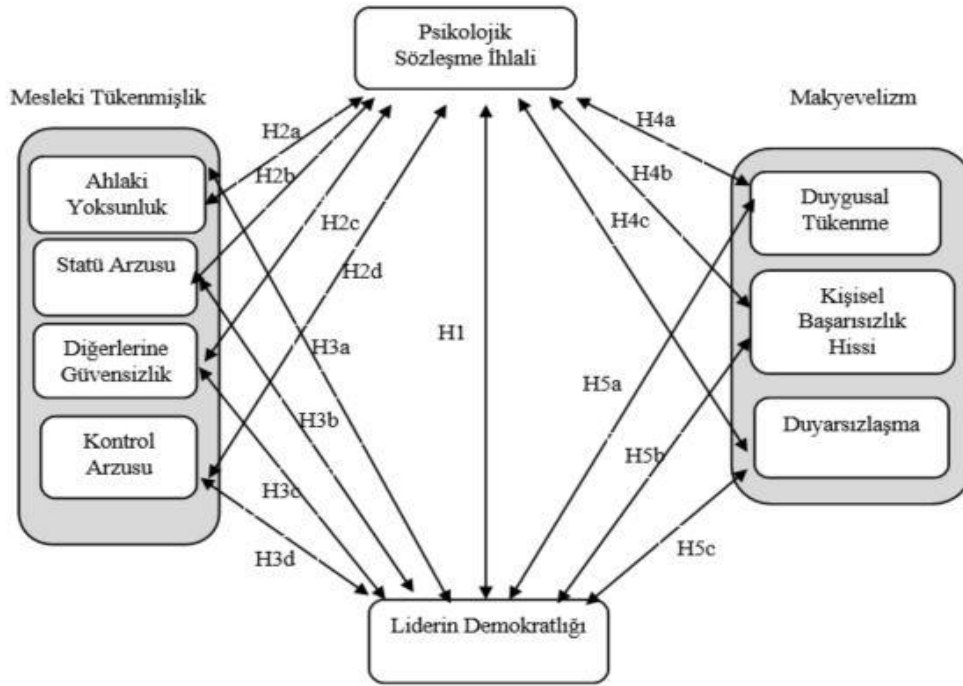 Psikolojik
Sözleşme İhlali
Mesleki Tükenmişlik
Makyevelizm
H2a
H2b
H2c
H2d
H4a
H4b
H4c
Ahlaki
Yoksunluk
Statü Arzusu
Diğerlerine
Güvensizlik
Kontrol
Arzusu
Duygusal
Tükenme
Kişisel
Başarısızlık
Hissi
Duyarsızlaşma
H1
H3a
H3b
H3c
H3d
H5a
H5b
H5c
Liderin Demokratlığı